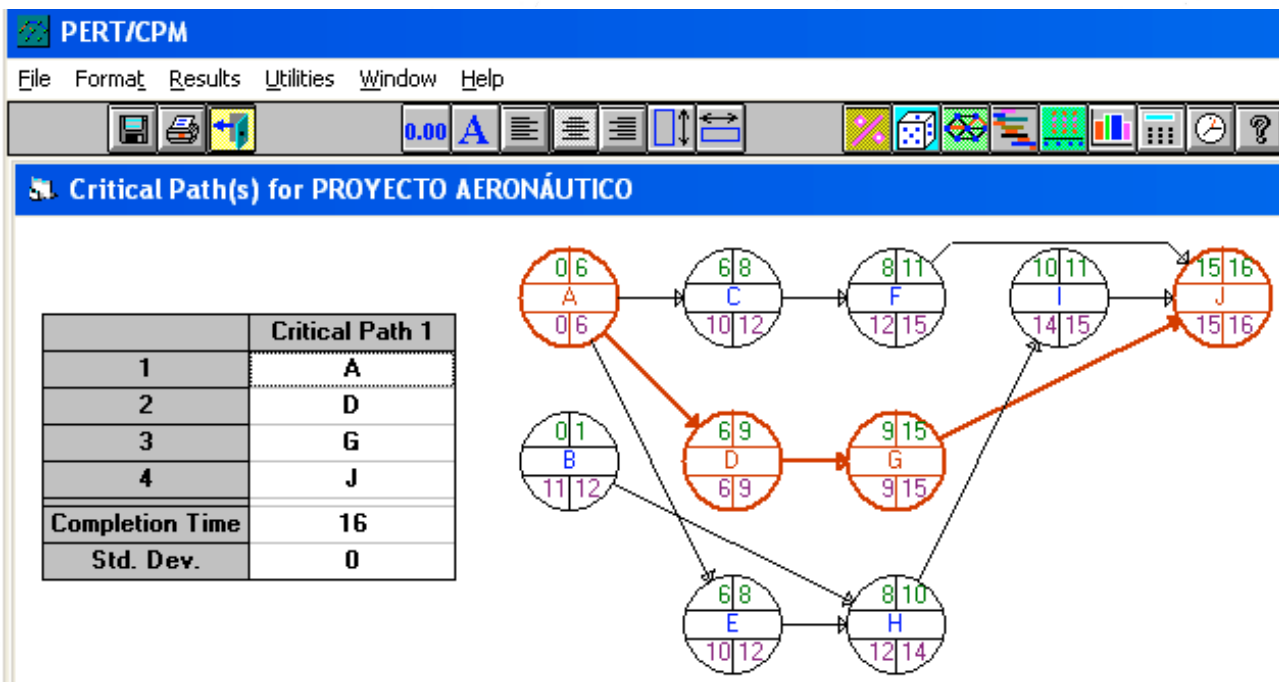 PERT/CPM
File Format Results Utilities Window Help
0.00 A % ?
Critical Path(s) for PROYECTO AERONÁUTICO
Critical Path 1
1 A
2 D
3 G
4 J
Completion Time 16
Std. Dev. 0
0 6
A
0 6
6 8
C
10 12
8 11
F
12 15
10 11
I
14 15
15 16
J
15 16
0 1
B
11 12
6 9
D
6 9
9 15
G
9 15
6 8
E
10 12
8 10
H
12 14